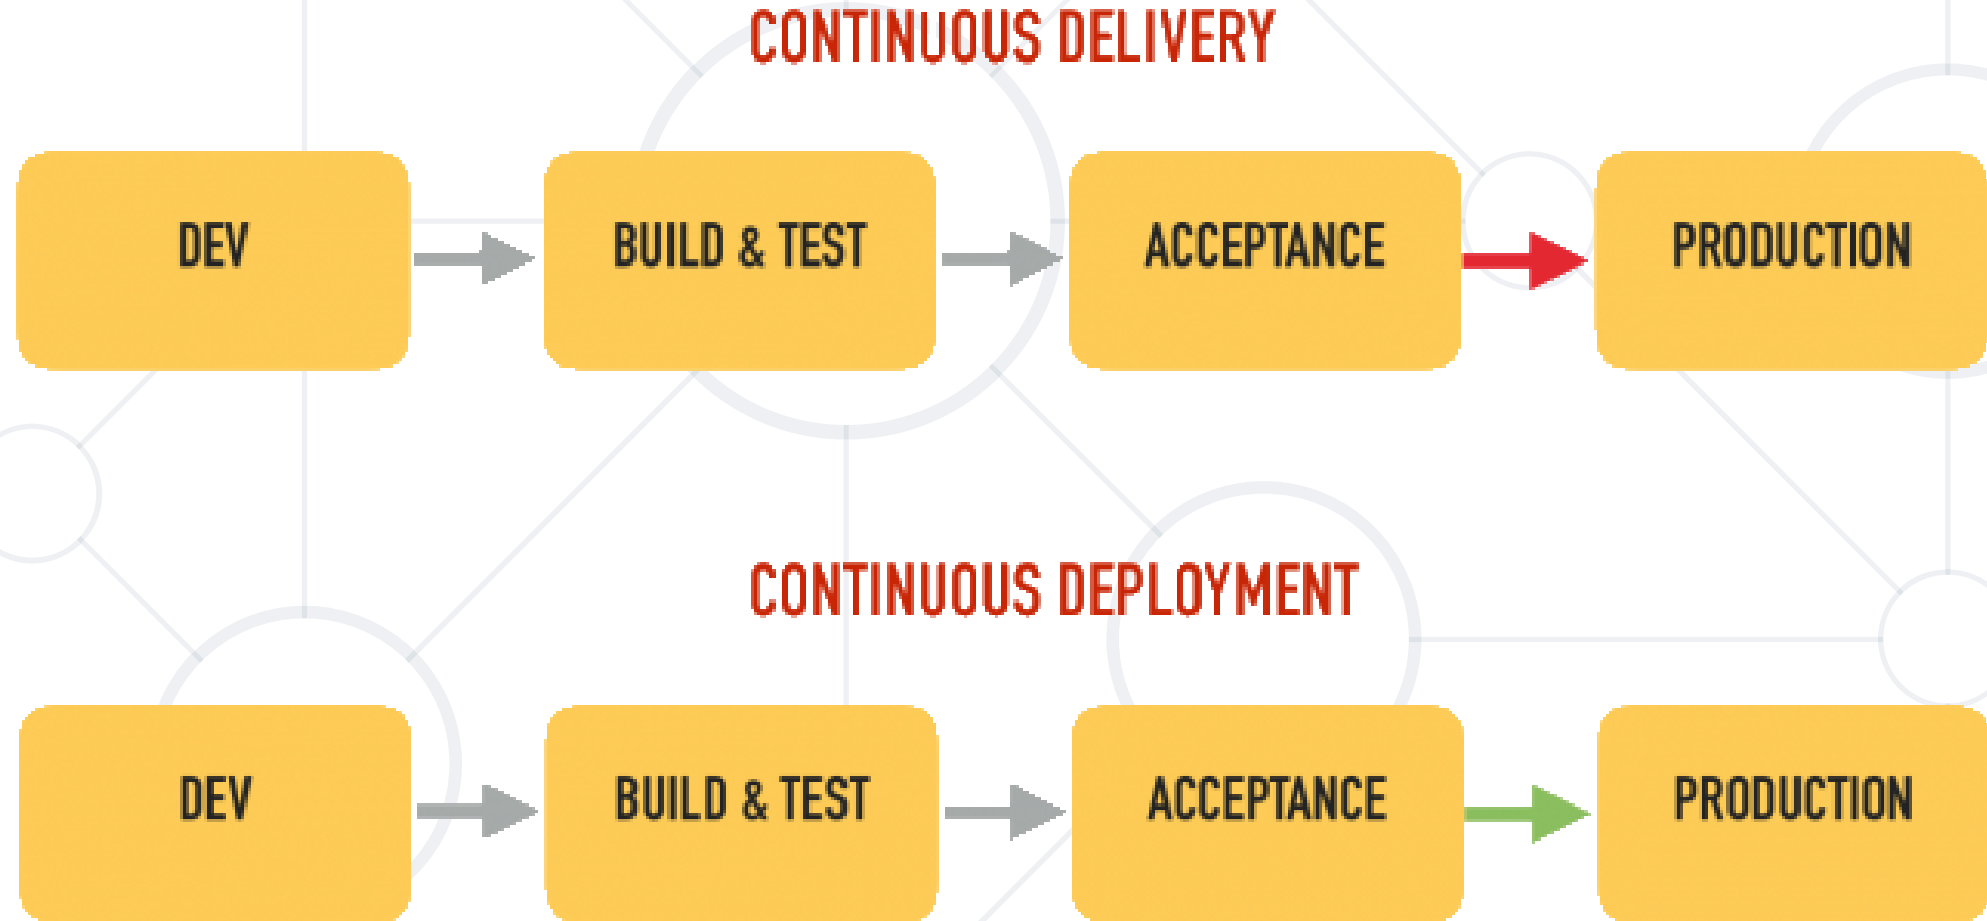 CONTINUOUS DELIVERY
DEV
BUILD & TEST
ACCEPTANCE
PRODUCTION
CONTINUOUS DEPLOYMENT
DEV
BUILD & TEST
ACCEPTANCE
PRODUCTION